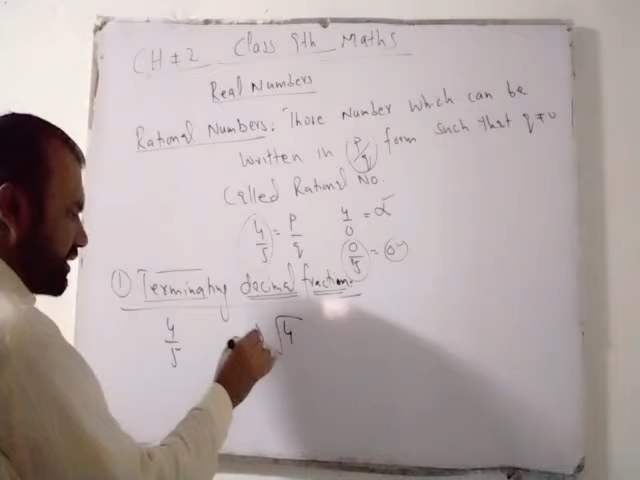 CH # 2 Class 9th Maths
Real Numbers
Rational Numbers: Those Number which can be
written in (P/q) form such that q ≠ 0
Called Rational No.
4/5 = P/q 4/0 = α
0/5 = 0
① Terminating decimal fraction:
4/5 √4